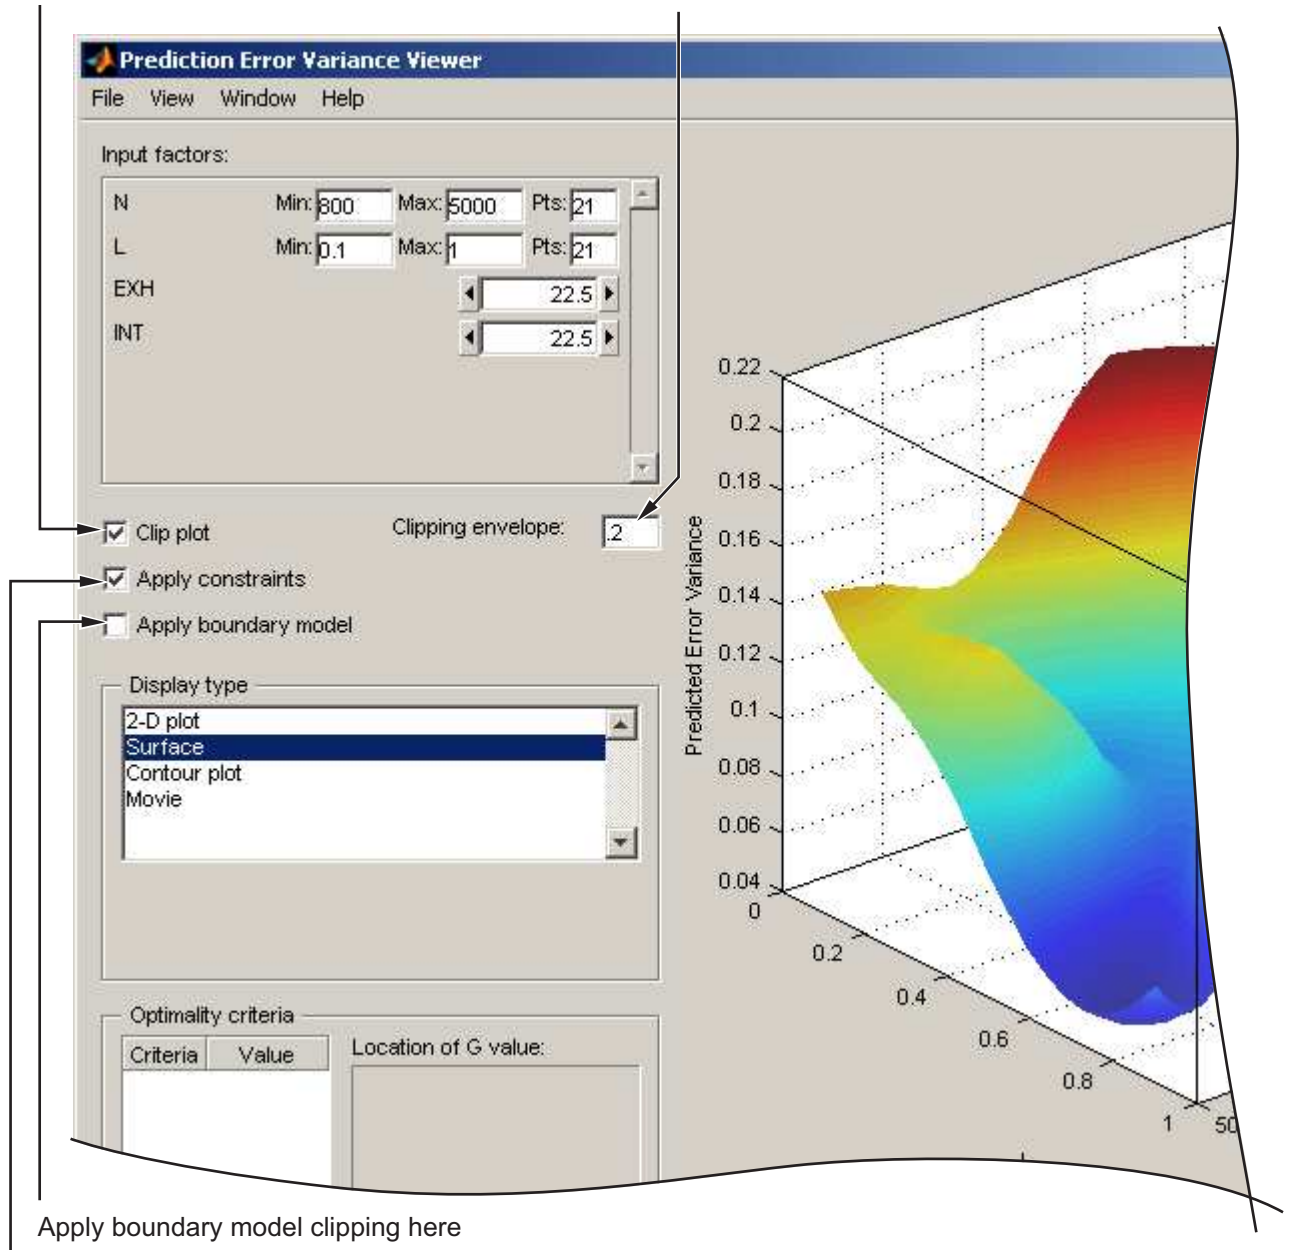 Prediction Error Variance Viewer
File View Window Help
Input factors:
N Min: 800 Max: 5000 Pts: 21
L Min: 0.1 Max: 1 Pts: 21
EXH 22.5
INT 22.5
Clip plot Clipping envelope: .2
Apply constraints
Apply boundary model
Display type
2-D plot
Surface
Contour plot
Movie
Optimality criteria
Criteria Value Location of G value:
Predicted Error Variance
0.22
0.2
0.18
0.16
0.14
0.12
0.1
0.08
0.06
0.04
0
0.2
0.4
0.6
0.8
1
Apply boundary model clipping here